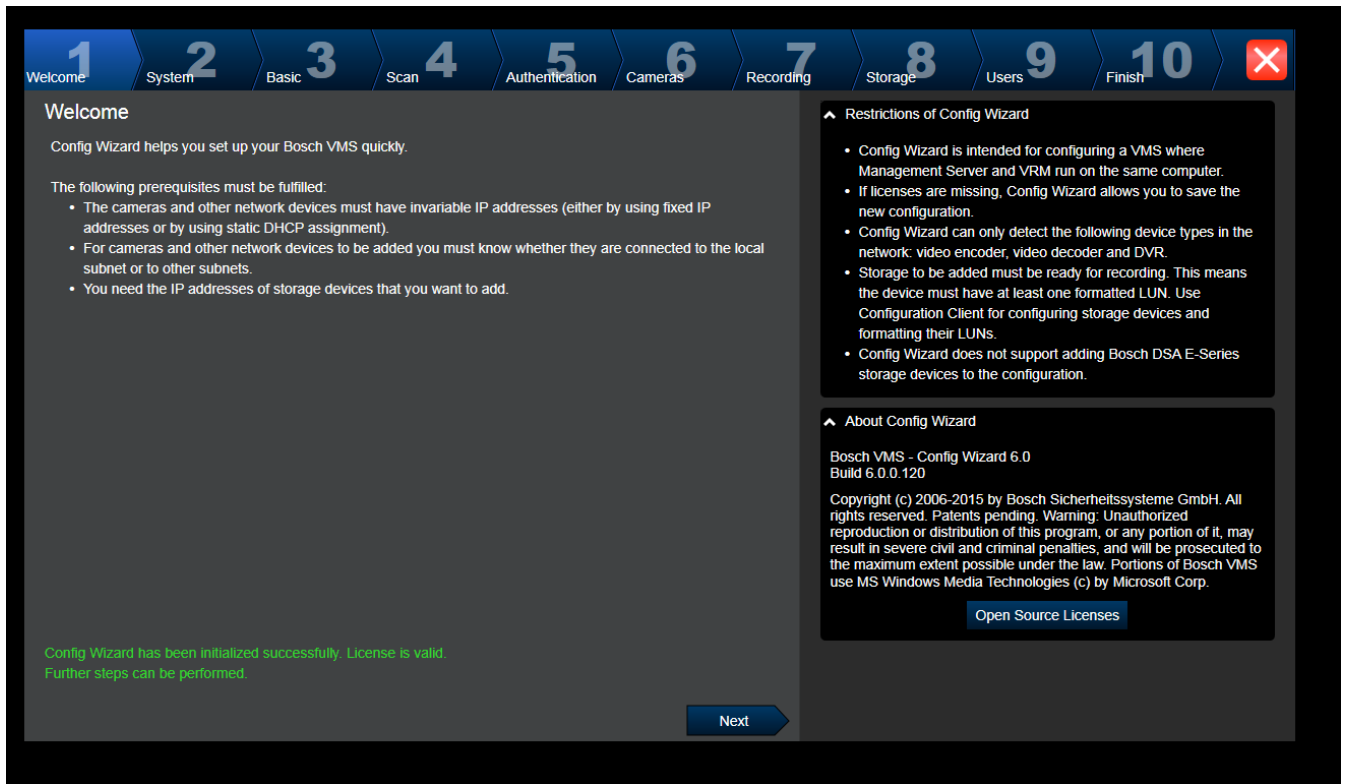 1
Welcome
2
System
3
Basic
4
Scan
5
Authentication
6
Cameras
7
Recording
8
Storage
9
Users
10
Finish
Welcome
Config Wizard helps you set up your Bosch VMS quickly.
The following prerequisites must be fulfilled:
• The cameras and other network devices must have invariable IP addresses (either by using fixed IP
addresses or by using static DHCP assignment).
• For cameras and other network devices to be added you must know whether they are connected to the local
subnet or to other subnets.
• You need the IP addresses of storage devices that you want to add.
Config Wizard has been initialized successfully. License is valid.
Further steps can be performed.
Next
Restrictions of Config Wizard
• Config Wizard is intended for configuring a VMS where
Management Server and VRM run on the same computer.
• If licenses are missing, Config Wizard allows you to save the
new configuration.
• Config Wizard can only detect the following device types in the
network: video encoder, video decoder and DVR.
• Storage to be added must be ready for recording. This means
the device must have at least one formatted LUN. Use
Configuration Client for configuring storage devices and
formatting their LUNs.
• Config Wizard does not support adding Bosch DSA E-Series
storage devices to the configuration.
About Config Wizard
Bosch VMS - Config Wizard 6.0
Build 6.0.0.120
Copyright (c) 2006-2015 by Bosch Sicherheitssysteme GmbH. All
rights reserved. Patents pending. Warning: Unauthorized
reproduction or distribution of this program, or any portion of it, may
result in severe civil and criminal penalties, and will be prosecuted to
the maximum extent possible under the law. Portions of Bosch VMS
use MS Windows Media Technologies (c) by Microsoft Corp.
Open Source Licenses